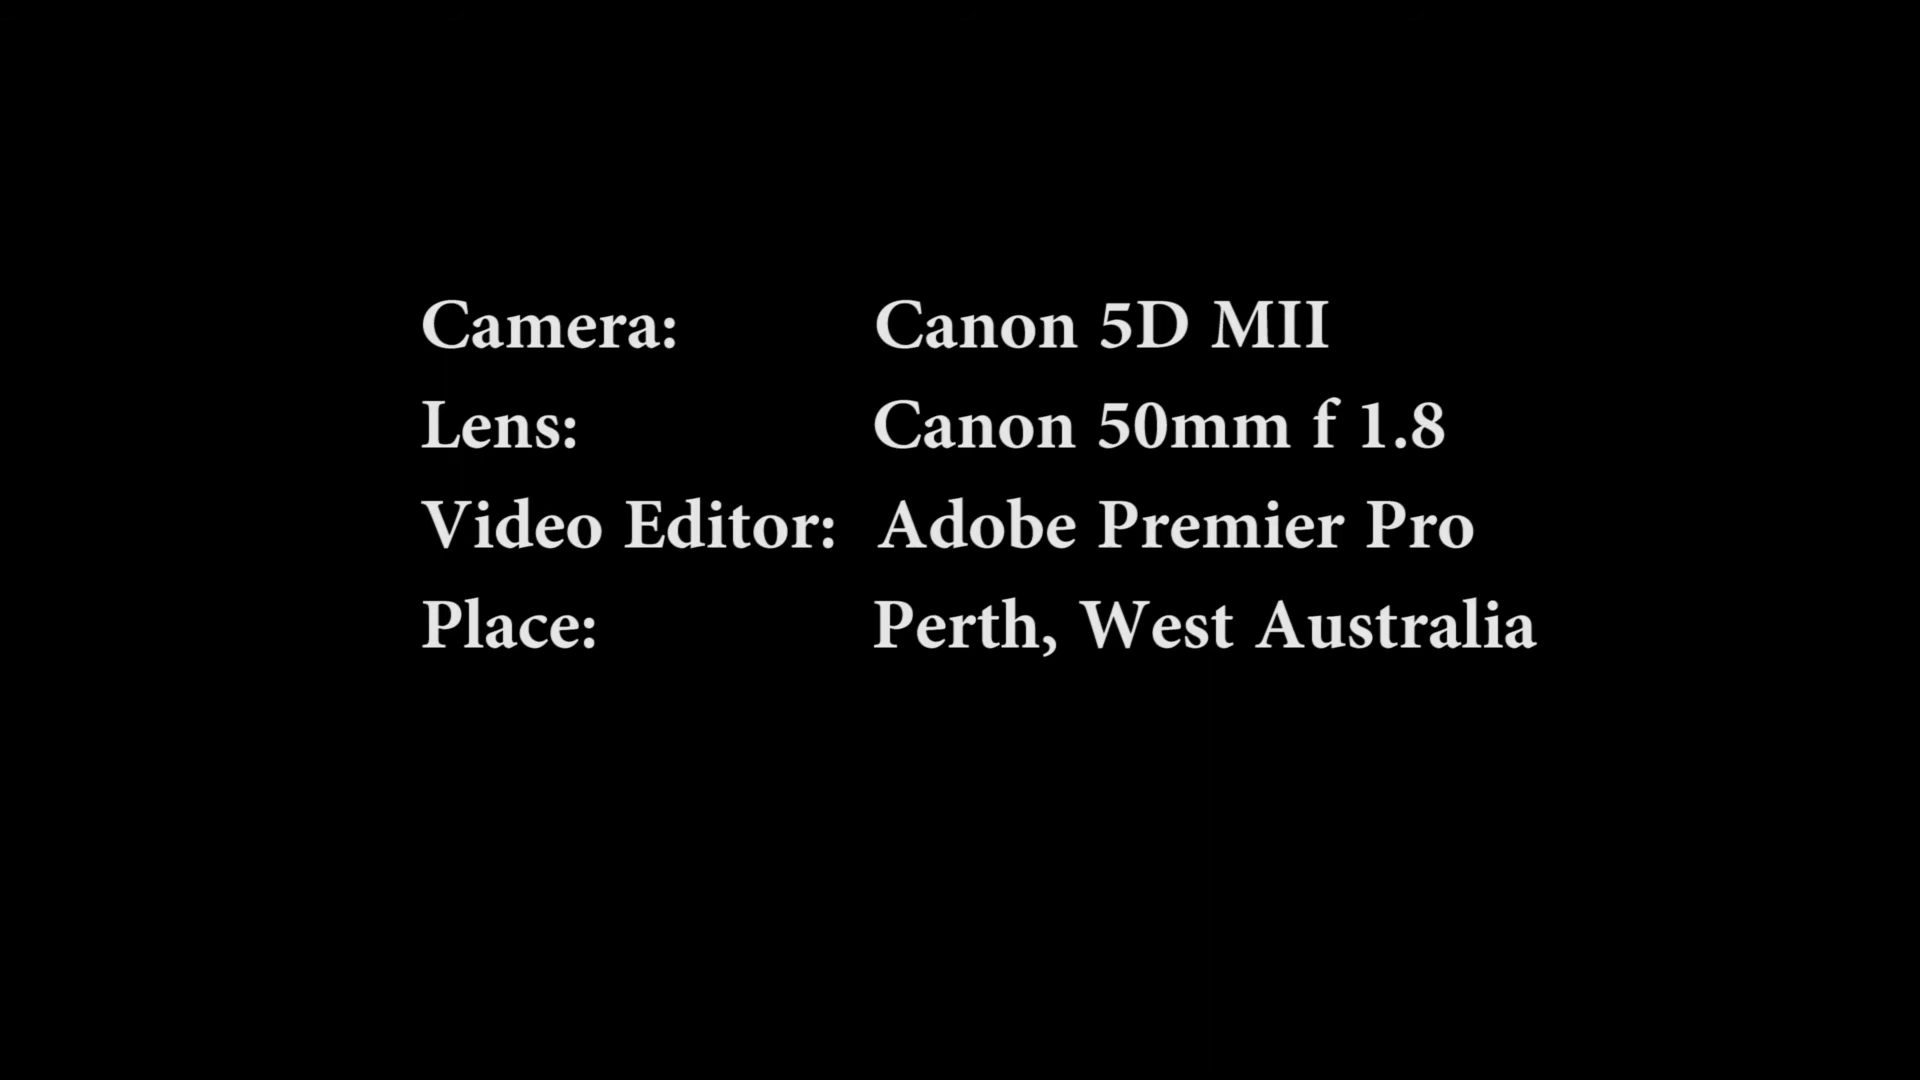 Camera: Canon 5D MII
Lens: Canon 50mm f 1.8
Video Editor: Adobe Premier Pro
Place: Perth, West Australia